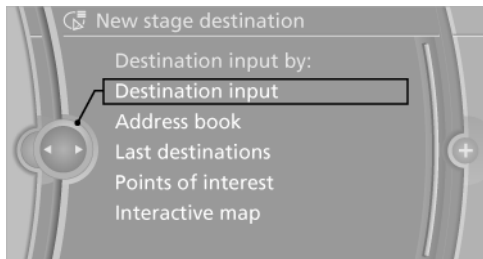 New stage destination
Destination input by:
Destination input
Address book
Last destinations
Points of interest
Interactive map